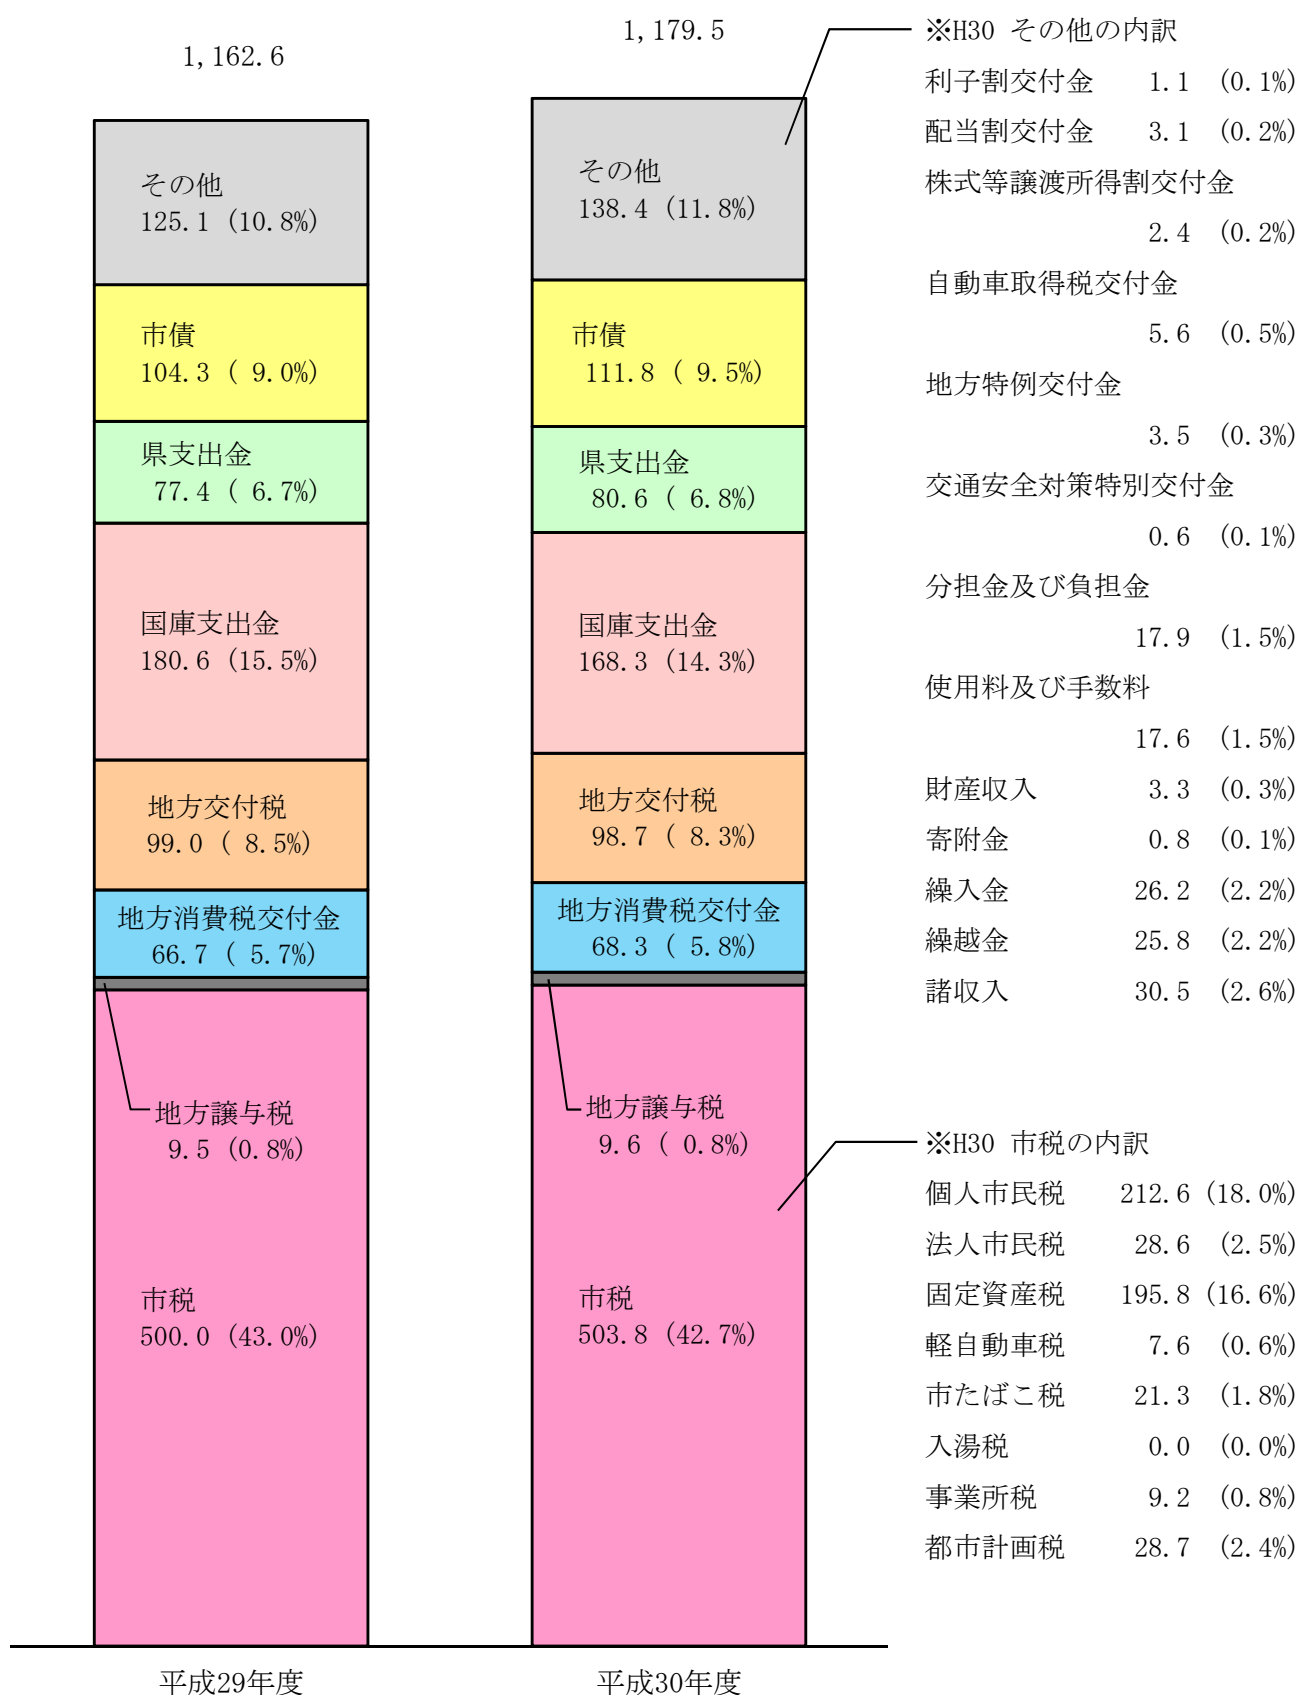 1,162.6
その他
125.1 (10.8%)
市債
104.3 ( 9.0%)
県支出金
77.4 ( 6.7%)
国庫支出金
180.6 (15.5%)
地方交付税
99.0 ( 8.5%)
地方消費税交付金
66.7 ( 5.7%)
地方譲与税
9.5 (0.8%)
市税
500.0 (43.0%)
平成29年度
1,179.5
その他
138.4 (11.8%)
市債
111.8 ( 9.5%)
県支出金
80.6 ( 6.8%)
国庫支出金
168.3 (14.3%)
地方交付税
98.7 ( 8.3%)
地方消費税交付金
68.3 ( 5.8%)
地方譲与税
9.6 ( 0.8%)
市税
503.8 (42.7%)
平成30年度
※H30 その他の内訳
利子割交付金 1.1 (0.1%)
配当割交付金 3.1 (0.2%)
株式等譲渡所得割交付金
2.4 (0.2%)
自動車取得税交付金
5.6 (0.5%)
地方特例交付金
3.5 (0.3%)
交通安全対策特別交付金
0.6 (0.1%)
分担金及び負担金
17.9 (1.5%)
使用料及び手数料
17.6 (1.5%)
財産収入 3.3 (0.3%)
寄附金 0.8 (0.1%)
繰入金 26.2 (2.2%)
繰越金 25.8 (2.2%)
諸収入 30.5 (2.6%)
※H30 市税の内訳
個人市民税 212.6 (18.0%)
法人市民税 28.6 (2.5%)
固定資産税 195.8 (16.6%)
軽自動車税 7.6 (0.6%)
市たばこ税 21.3 (1.8%)
入湯税 0.0 (0.0%)
事業所税 9.2 (0.8%)
都市計画税 28.7 (2.4%)